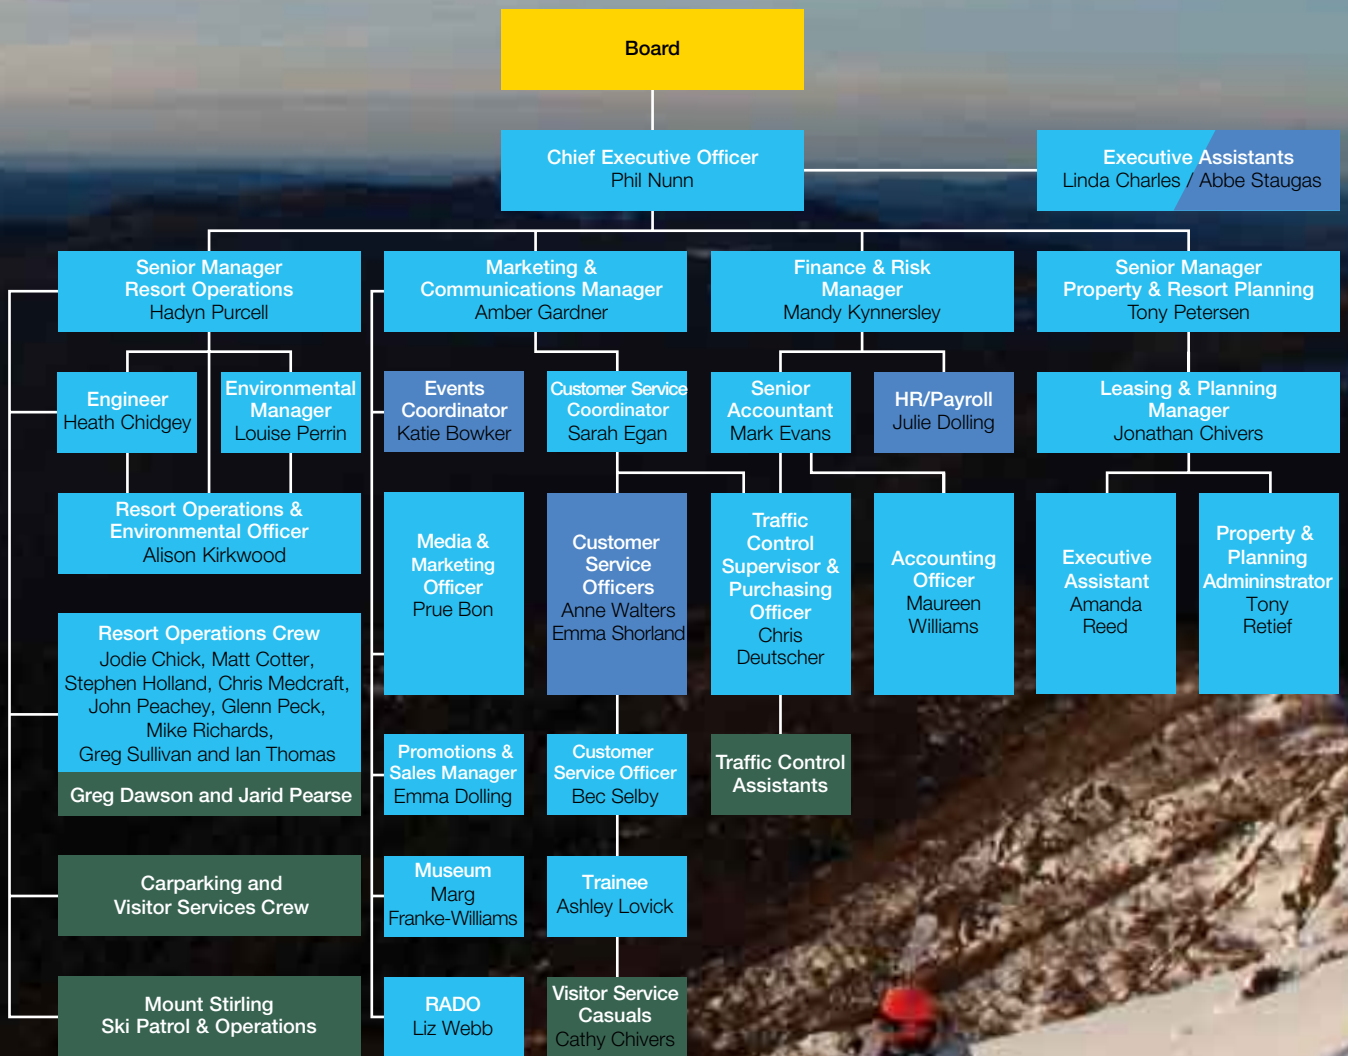 Board
Chief Executive Officer
Phil Nunn
Executive Assistants
Linda Charles / Abbe Staugas
Senior Manager
Resort Operations
Hadyn Purcell
Marketing &
Communications Manager
Amber Gardner
Finance & Risk
Manager
Mandy Kynnersley
Senior Manager
Property & Resort Planning
Tony Petersen
Engineer
Heath Chidgey
Environmental
Manager
Louise Perrin
Events
Coordinator
Katie Bowker
Customer Service
Coordinator
Sarah Egan
Senior
Accountant
Mark Evans
HR/Payroll
Julie Dolling
Leasing & Planning
Manager
Jonathan Chivers
Resort Operations &
Environmental Officer
Alison Kirkwood
Media &
Marketing
Officer
Prue Bon
Customer
Service
Officers
Anne Walters
Emma Shorland
Traffic
Control
Supervisor &
Purchasing
Officer
Chris
Deutscher
Accounting
Officer
Maureen
Williams
Executive
Assistant
Amanda
Reed
Property &
Planning
Admininstrator
Tony
Retief
Resort Operations Crew
Jodie Chick, Matt Cotter,
Stephen Holland, Chris Medcraft,
John Peachey, Glenn Peck,
Mike Richards,
Greg Sullivan and Ian Thomas
Greg Dawson and Jarid Pearse
Promotions &
Sales Manager
Emma Dolling
Customer
Service Officer
Bec Selby
Traffic Control
Assistants
Carparking and
Visitor Services Crew
Museum
Marg
Franke-Williams
Trainee
Ashley Lovick
Mount Stirling
Ski Patrol & Operations
RADO
Liz Webb
Visitor Service
Casuals
Cathy Chivers